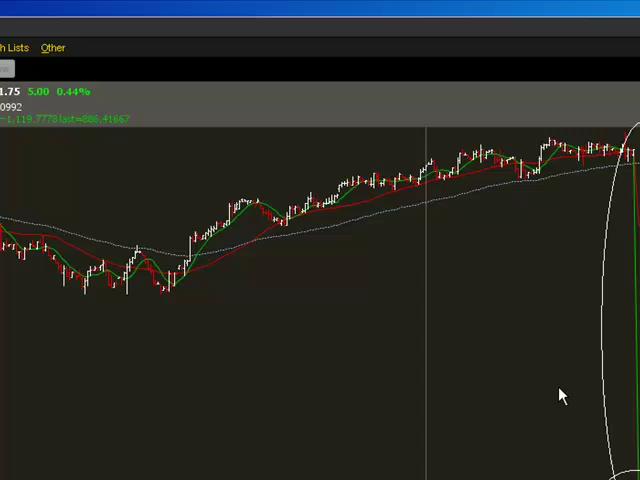 h Lists Other
1.75 5.00 0.44%
0992
-1,119.7778 last=886.41667